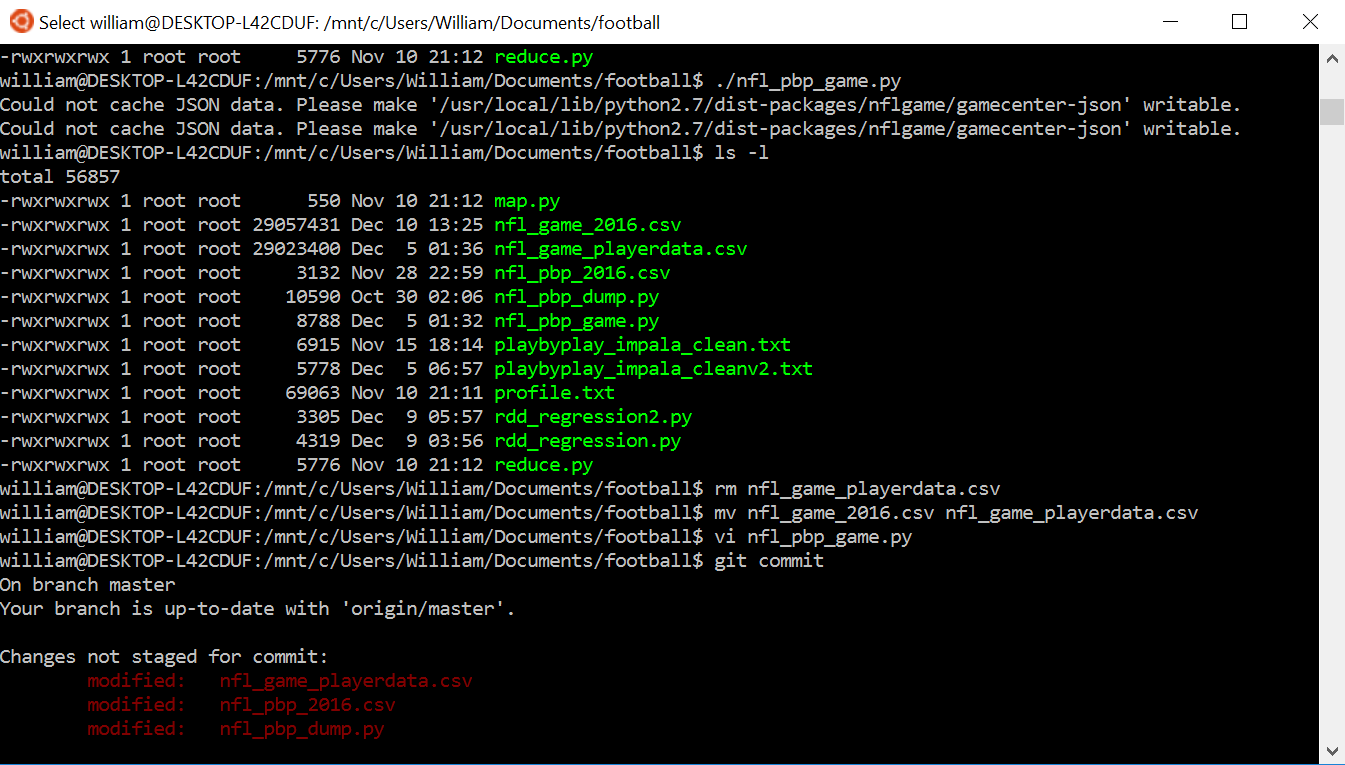 Select william@DESKTOP-L42CDUF: /mnt/c/Users/William/Documents/football
-rwxrwxrwx 1 root root     5776 Nov 10 21:12 reduce.py
william@DESKTOP-L42CDUF:/mnt/c/Users/William/Documents/football$ ./nfl_pbp_game.py
Could not cache JSON data. Please make '/usr/local/lib/python2.7/dist-packages/nflgame/gamecenter-json' writable.
Could not cache JSON data. Please make '/usr/local/lib/python2.7/dist-packages/nflgame/gamecenter-json' writable.
william@DESKTOP-L42CDUF:/mnt/c/Users/William/Documents/football$ ls -l
total 56857
-rwxrwxrwx 1 root root      550 Nov 10 21:12 map.py
-rwxrwxrwx 1 root root 29057431 Dec 10 13:25 nfl_game_2016.csv
-rwxrwxrwx 1 root root 29023400 Dec  5 01:36 nfl_game_playerdata.csv
-rwxrwxrwx 1 root root     3132 Nov 28 22:59 nfl_pbp_2016.csv
-rwxrwxrwx 1 root root    10590 Oct 30 02:06 nfl_pbp_dump.py
-rwxrwxrwx 1 root root     8788 Dec  5 01:32 nfl_pbp_game.py
-rwxrwxrwx 1 root root     6915 Nov 15 18:14 playbyplay_impala_clean.txt
-rwxrwxrwx 1 root root     5778 Dec  5 06:57 playbyplay_impala_cleanv2.txt
-rwxrwxrwx 1 root root    69063 Nov 10 21:11 profile.txt
-rwxrwxrwx 1 root root     3305 Dec  9 05:57 rdd_regression2.py
-rwxrwxrwx 1 root root     4319 Dec  9 03:56 rdd_regression.py
-rwxrwxrwx 1 root root     5776 Nov 10 21:12 reduce.py
william@DESKTOP-L42CDUF:/mnt/c/Users/William/Documents/football$ rm nfl_game_playerdata.csv
william@DESKTOP-L42CDUF:/mnt/c/Users/William/Documents/football$ mv nfl_game_2016.csv nfl_game_playerdata.csv
william@DESKTOP-L42CDUF:/mnt/c/Users/William/Documents/football$ vi nfl_pbp_game.py
william@DESKTOP-L42CDUF:/mnt/c/Users/William/Documents/football$ git commit
On branch master
Your branch is up-to-date with 'origin/master'.
Changes not staged for commit:
        modified:   nfl_game_playerdata.csv
        modified:   nfl_pbp_2016.csv
        modified:   nfl_pbp_dump.py